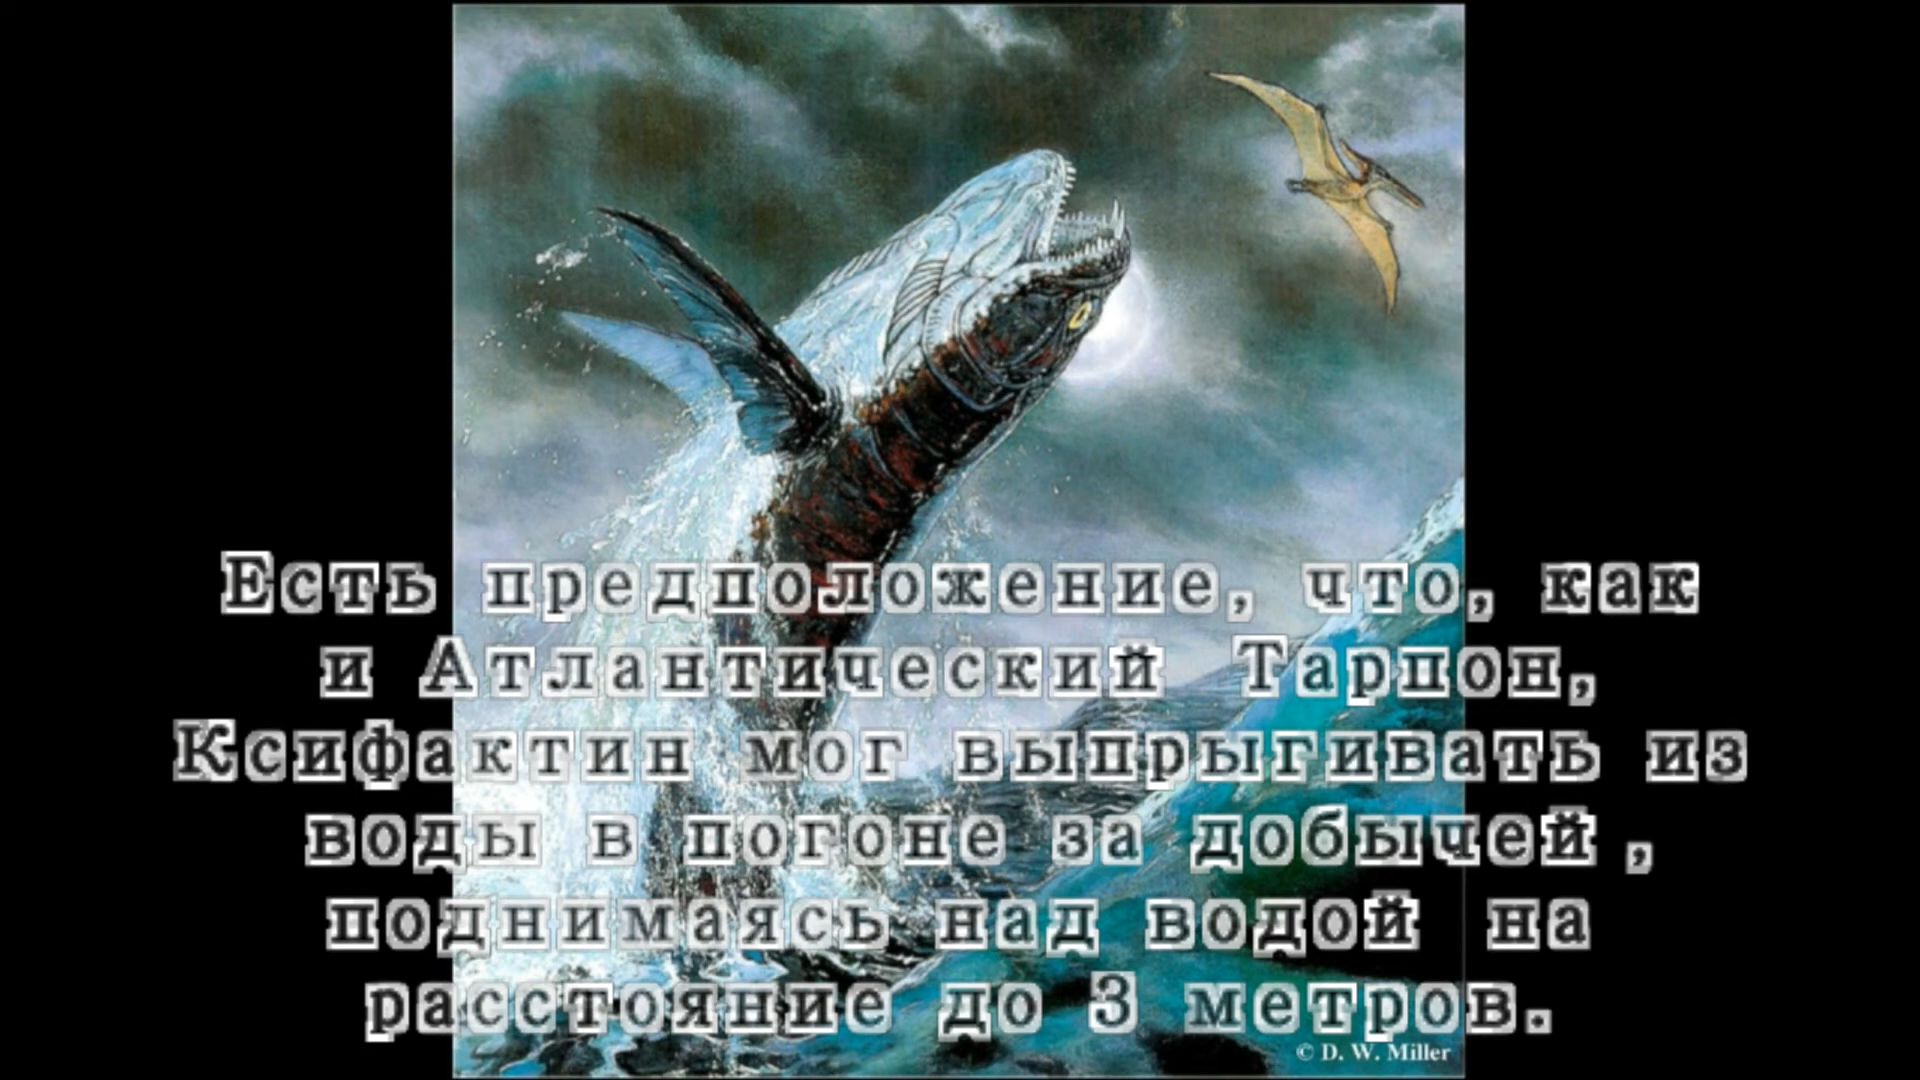 Есть предположение, что, как
и Атлантический Тарпон,
Ксифактин мог выпрыгивать из
воды в погоне за добычей ,
поднимаясь над водой на
расстояние до 3 метров.
© D. W. Miller